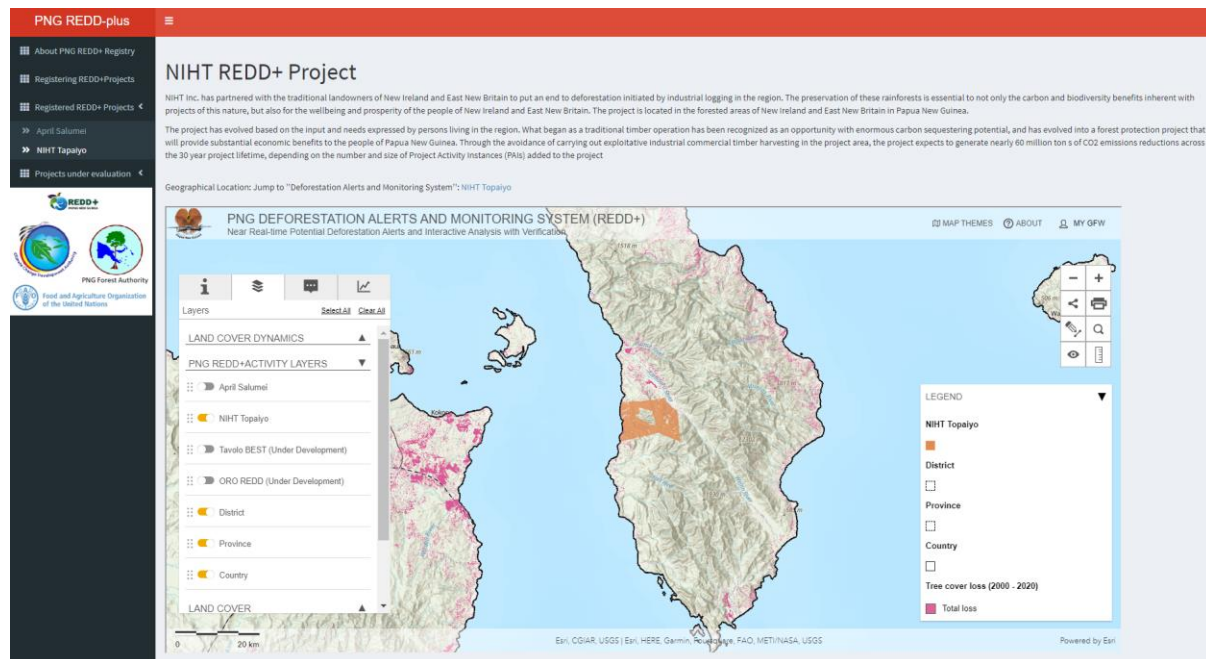 PNG REDD-plus
About PNG REDD+ Registry
Registering REDD+Projects
Registered REDD+ Projects
April Salumei
NIHT Tapaiyo
Projects under evaluation
REDD+
PNG Forest Authority
Food and Agriculture Organization
of the United Nations
NIHT REDD+ Project
NIHT Inc. has partnered with the traditional landowners of New Ireland and East New Britain to put an end to deforestation initiated by industrial logging in the region. The preservation of these rainforests is essential to not only the carbon and biodiversity benefits inherent with
projects of this nature, but also for the wellbeing and prosperity of the people of New Ireland and East New Britain. The project is located in the forested areas of New Ireland and East New Britain in Papua New Guinea.
The project has evolved based on the input and needs expressed by persons living in the region. What began as a traditional timber operation has been recognized as an opportunity with enormous carbon sequestering potential, and has evolved into a forest protection project that
will provide substantial economic benefits to the people of Papua New Guinea. Through the avoidance of carrying out exploitative industrial commercial timber harvesting in the project area, the project expects to generate nearly 60 million ton s of CO2 emissions reductions across
the 30 year project lifetime, depending on the number and size of Project Activity Instances (PAIs) added to the project
Geographical Location: Jump to "Deforestation Alerts and Monitoring System": NIHT Topaiyo
PNG DEFORESTATION ALERTS AND MONITORING SYSTEM (REDD+)
Near Real-time Potential Deforestation Alerts and Interactive Analysis with Verification
MAP THEMES
ABOUT
MY GFW
Layers
Select All
Clear All
LAND COVER DYNAMICS
PNG REDD+ACTIVITY LAYERS
April Salumei
NIHT Topaiyo
Tavolo BEST (Under Development)
ORO REDD (Under Development)
District
Province
Country
LAND COVER
Kokopo
1518 m
LEGEND
NIHT Topaiyo
District
Province
Country
Tree cover loss (2000 - 2020)
Total loss
0 20 km
Esri, CGIAR, USGS | Esri, HERE, Garmin, Foursquare, FAO, METI/NASA, USGS
Powered by Esri